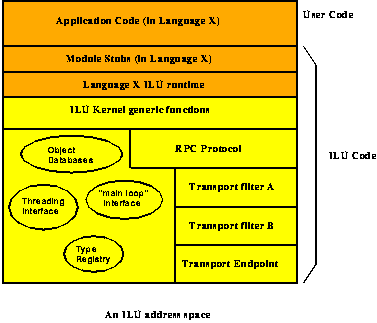 Application Code (in Language X)
User Code
Module Stubs (in Language X)
Language X ILU runtime
ILU Kernel generic functions
Object
Databases
RPC Protocol
ILU Code
Threading
Interface
"main loop"
Interface
Transport filter A
Transport filter B
Type
Registry
Transport Endpoint
An ILU address space